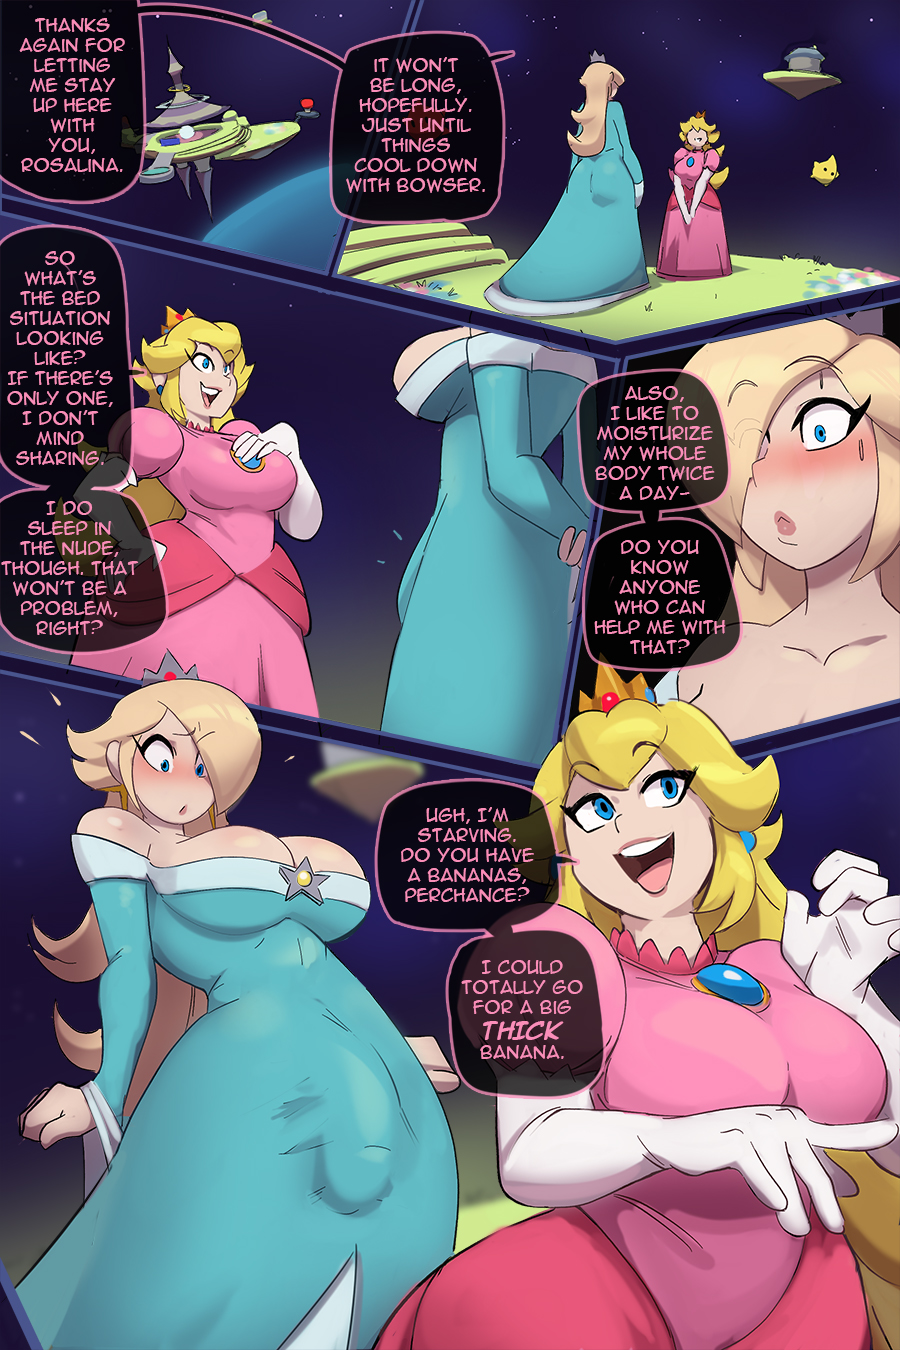 THANKS
AGAIN FOR
LETTING
ME STAY
UP HERE
WITH
YOU,
ROSALINA.
IT WON'T
BE LONG,
HOPEFULLY.
JUST UNTIL
THINGS
COOL DOWN
WITH BOWSER.
SO
WHAT'S
THE BED
SITUATION
LOOKING
LIKE?
IF THERE'S
ONLY ONE,
I DON'T
MIND
SHARING.
I DO
SLEEP IN
THE NUDE,
THOUGH. THAT
WON'T BE A
PROBLEM,
RIGHT?
ALSO,
I LIKE TO
MOISTURIZE
MY WHOLE
BODY TWICE
A DAY-
DO YOU
KNOW
ANYONE
WHO CAN
HELP ME WITH
THAT?
UGH, I'M
STARVING.
DO YOU HAVE
A BANANAS,
PERCHANCE?
I COULD
TOTALLY GO
FOR A BIG
THICK
BANANA.